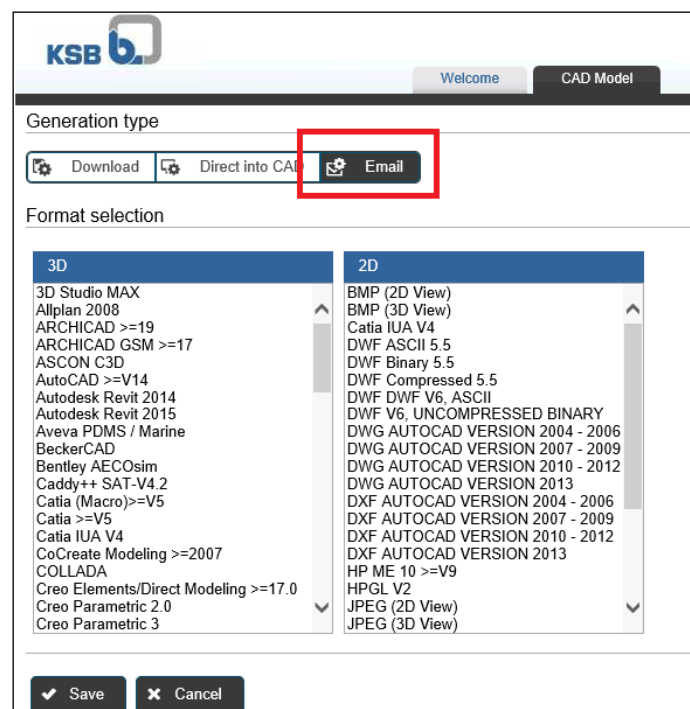 KSB b.
Welcome CAD Model
Generation type
Download Direct into CAD Email
Format selection
3D
3D Studio MAX
Allplan 2008
ARCHICAD >=19
ARCHICAD GSM >=17
ASCON C3D
AutoCAD >=V14
Autodesk Revit 2014
Autodesk Revit 2015
Aveva PDMS / Marine
BeckerCAD
Bentley AECOsim
Caddy++ SAT-V4.2
Catia (Macro)>=V5
Catia >=V5
Catia IUA V4
CoCreate Modeling >=2007
COLLADA
Creo Elements/Direct Modeling >=17.0
Creo Parametric 2.0
Creo Parametric 3
2D
BMP (2D View)
BMP (3D View)
Catia IUA V4
DWF ASCII 5.5
DWF Binary 5.5
DWF Compressed 5.5
DWF DWF V6, ASCII
DWF V6, UNCOMPRESSED BINARY
DWG AUTOCAD VERSION 2004 - 2006
DWG AUTOCAD VERSION 2007 - 2009
DWG AUTOCAD VERSION 2010 - 2012
DWG AUTOCAD VERSION 2013
DXF AUTOCAD VERSION 2004 - 2006
DXF AUTOCAD VERSION 2007 - 2009
DXF AUTOCAD VERSION 2010 - 2012
DXF AUTOCAD VERSION 2013
HP ME 10 >=V9
HPGL V2
JPEG (2D View)
JPEG (3D View)
Save Cancel